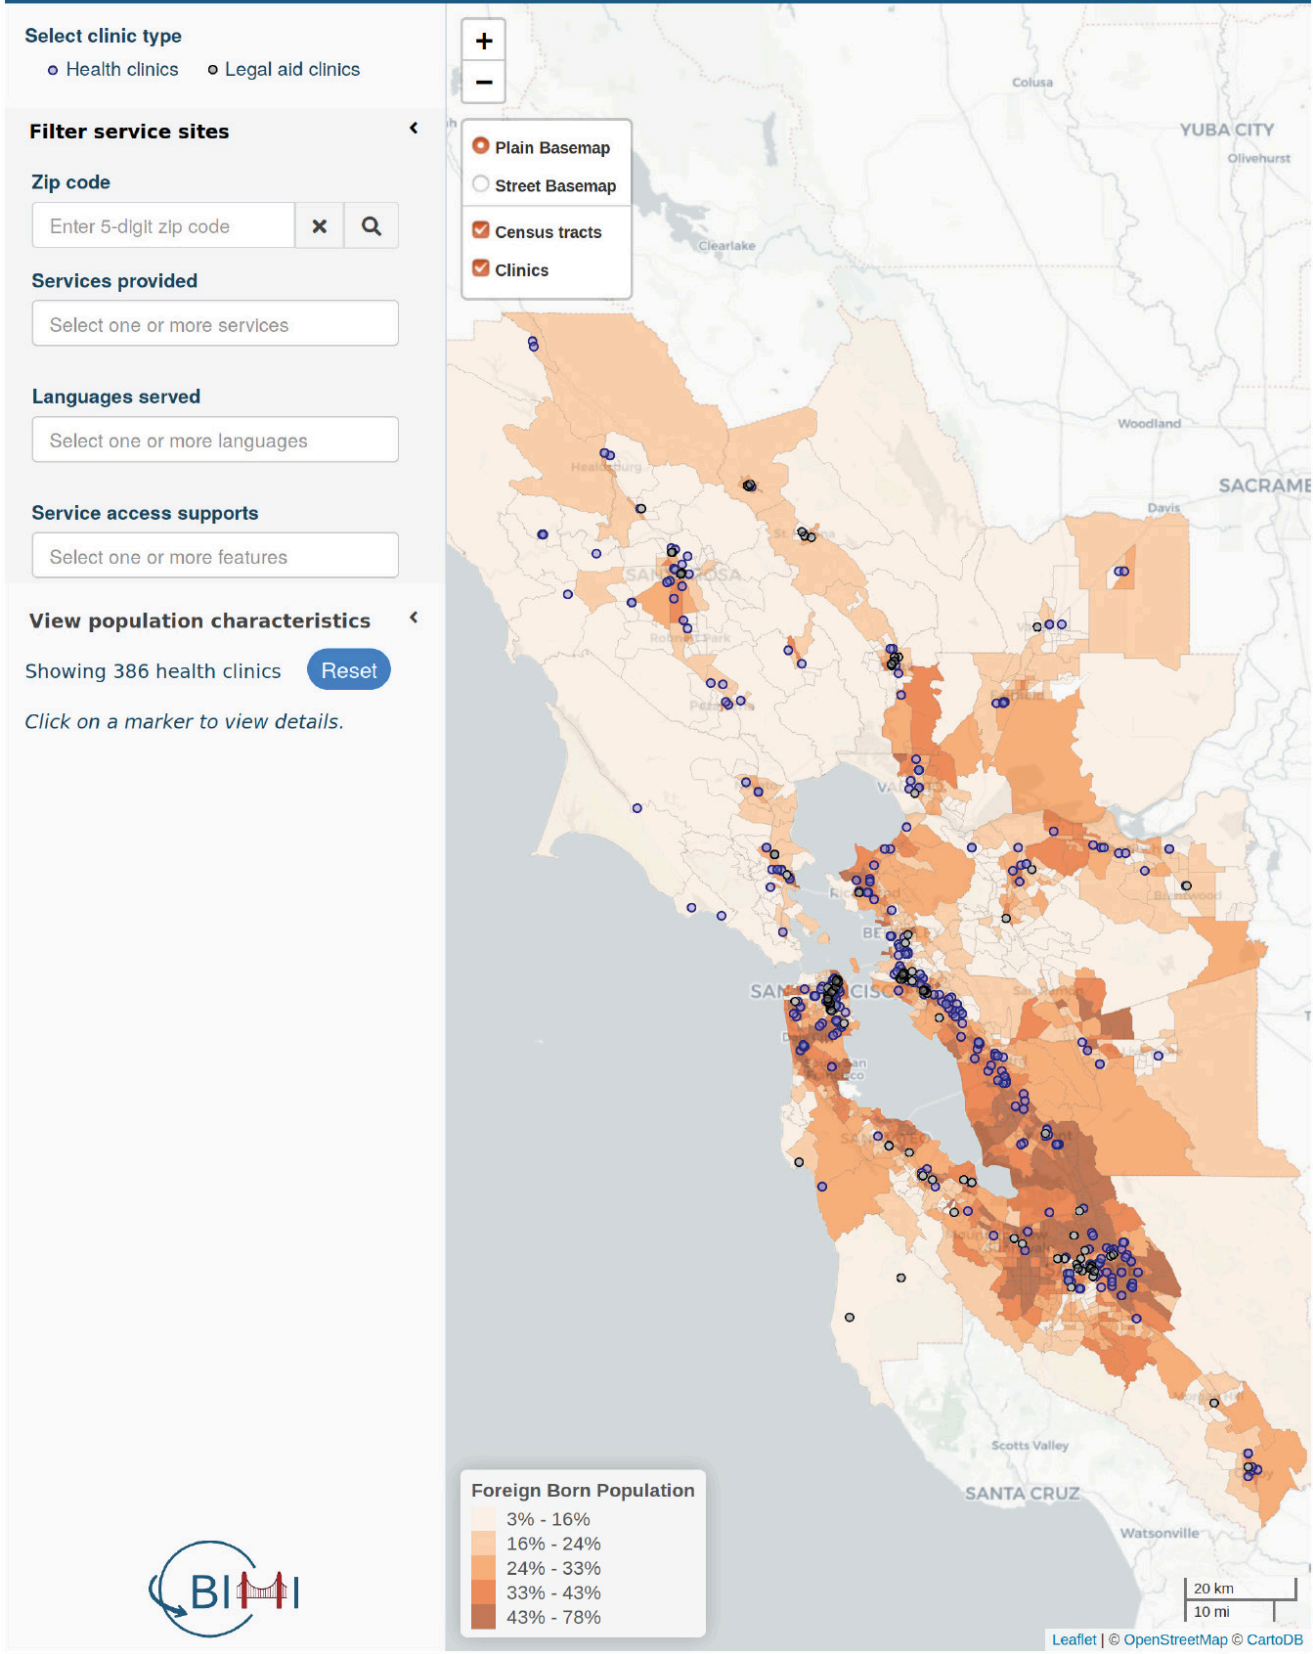 Select clinic type
Health clinics
Legal aid clinics
Filter service sites
Zip code
Enter 5-digit zip code
Services provided
Select one or more services
Languages served
Select one or more languages
Service access supports
Select one or more features
View population characteristics
Showing 386 health clinics
Reset
Click on a marker to view details.
BIMI
+
−
Plain Basemap
Street Basemap
Census tracts
Clinics
Colusa
YUBA CITY
Olivehurst
Clearlake
Woodland
SACRAME
Davis
Healdsburg
Brentwood
Scotts Valley
SANTA CRUZ
Watsonville
Foreign Born Population
3% - 16%
16% - 24%
24% - 33%
33% - 43%
43% - 78%
20 km
10 mi
Leaflet | © OpenStreetMap © CartoDB